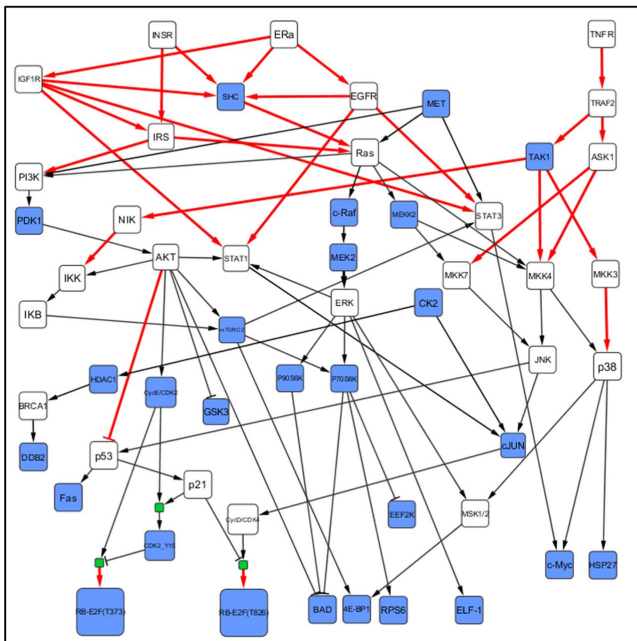 INSR
ERa
TNFR
IGF1R
SHC
EGFR
MET
TRAF2
IRS
Ras
TAK1
ASK1
PI3K
PDK1
NIK
c-Raf
MEKK2
STAT3
IKK
AKT
STAT1
MEK2
MKK7
MKK4
MKK3
IKB
mTORC2
ERK
CK2
JNK
p38
HDAC1
CycE/CDK2
GSK3
P90S6K
P70S6K
BRCA1
DDB2
p53
cJUN
Fas
p21
CycD/CDK4
EEF2K
MSK1/2
CDK2_Y15
c-Myc
HSP27
RB-E2F(T373)
RB-E2F(T826)
BAD
4E-BP1
RPS6
ELF-1